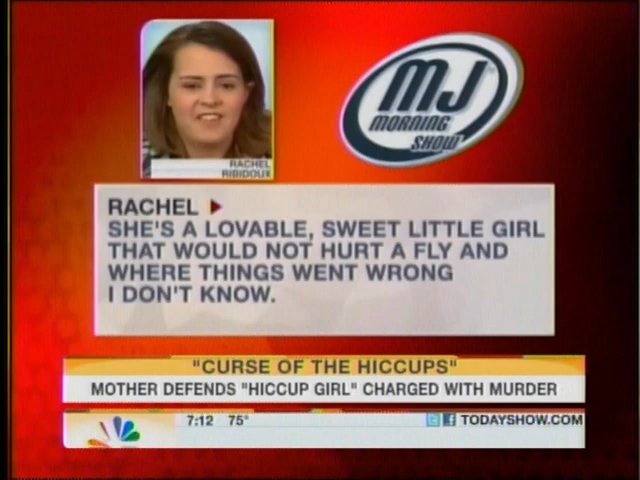 RACHEL
RIBIDOUX
MJ
MORNING
SHOW
RACHEL
SHE'S A LOVABLE, SWEET LITTLE GIRL
THAT WOULD NOT HURT A FLY AND
WHERE THINGS WENT WRONG
I DON'T KNOW.
"CURSE OF THE HICCUPS"
MOTHER DEFENDS "HICCUP GIRL" CHARGED WITH MURDER
7:12 75° TODAYSHOW.COM